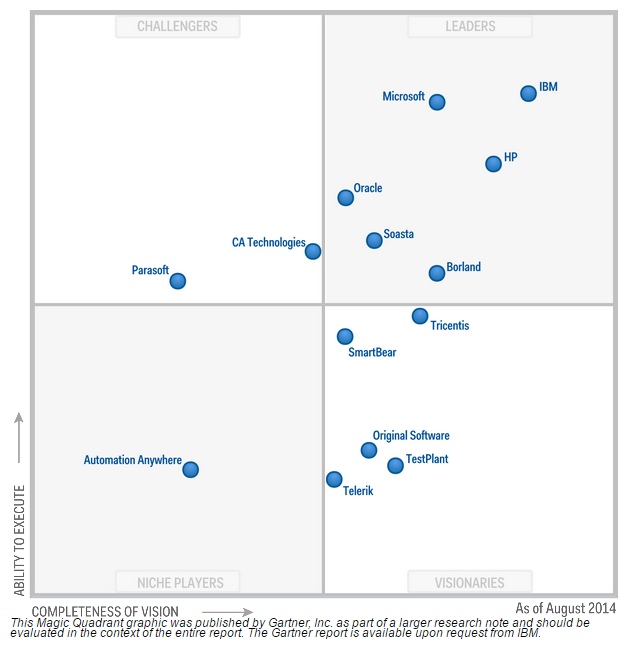 CHALLENGERS
LEADERS
IBM
Microsoft
HP
Oracle
Soasta
CA Technologies
Borland
Parasoft
Tricentis
SmartBear
Original Software
TestPlant
Automation Anywhere
Telerik
ABILITY TO EXECUTE
NICHE PLAYERS
VISIONARIES
COMPLETENESS OF VISION
As of August 2014
This Magic Quadrant graphic was published by Gartner, Inc. as part of a larger research note and should be
evaluated in the context of the entire report. The Gartner report is available upon request from IBM.